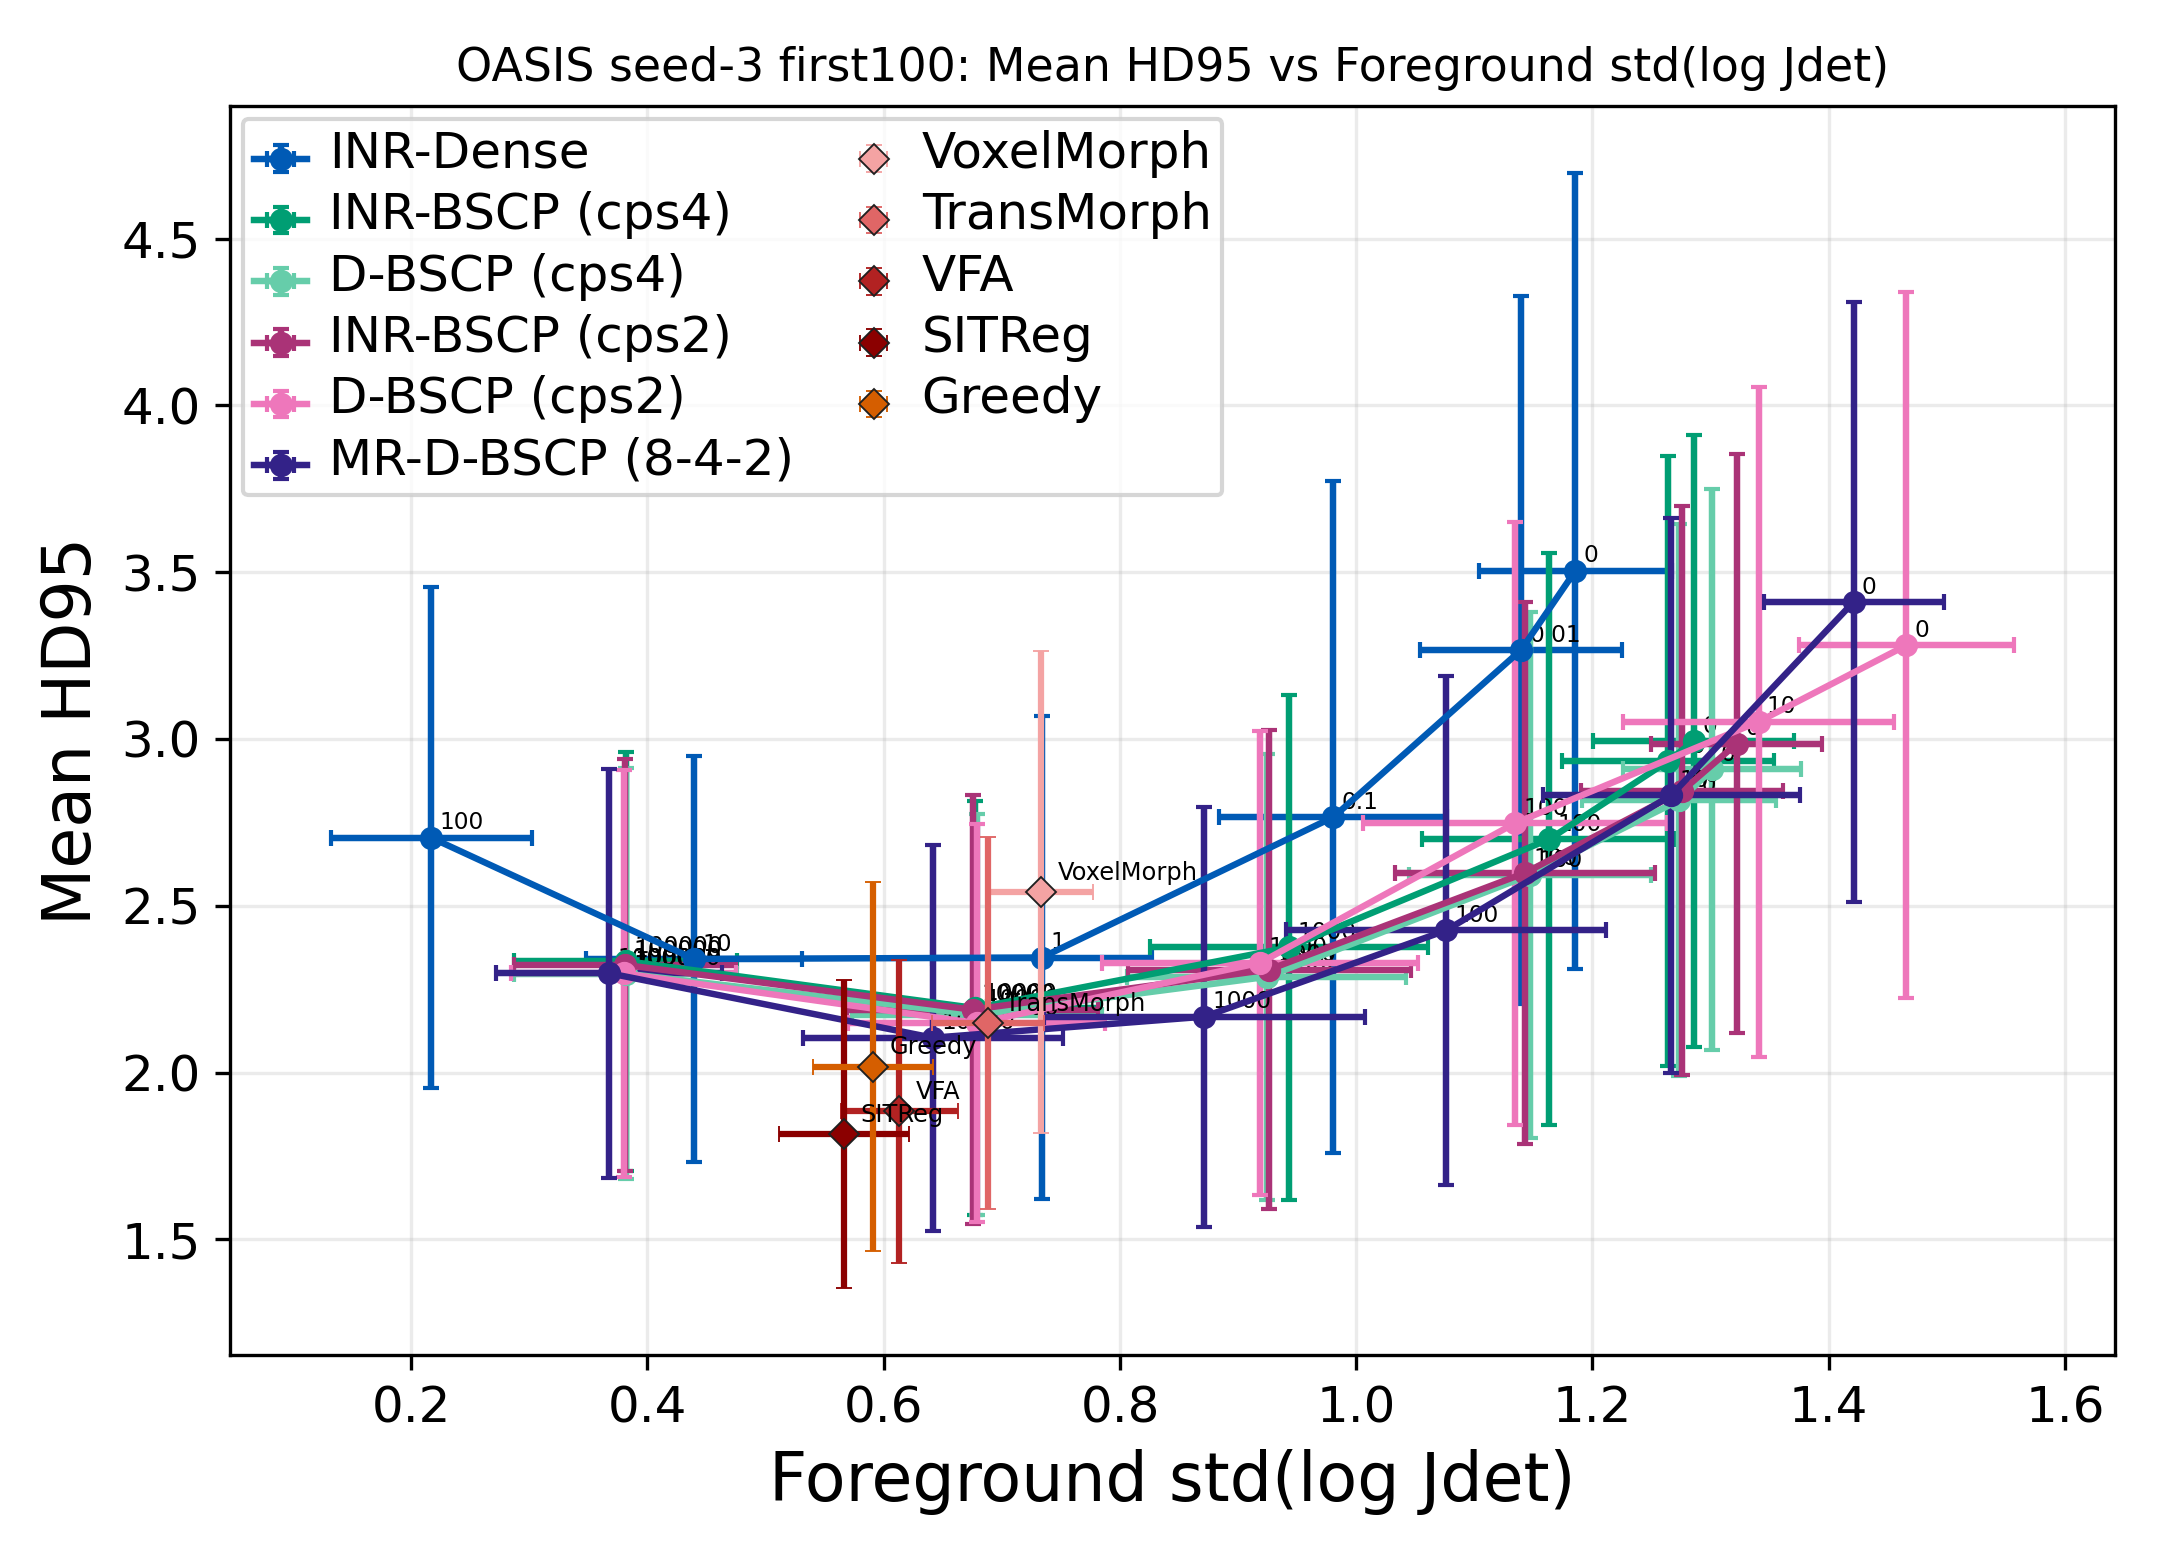 OASIS seed-3 first100: Mean HD95 vs Foreground std(log Jdet)
INR-Dense
INR-BSCP (cps4)
D-BSCP (cps4)
INR-BSCP (cps2)
D-BSCP (cps2)
MR-D-BSCP (8-4-2)
VoxelMorph
TransMorph
VFA
SITReg
Greedy
Mean HD95
4.5
4.0
3.5
3.0
2.5
2.0
1.5
0
0.01
0
0
10
0.1
100
100
VoxelMorph
100
1
10
TransMorph
1000
Greedy
VFA
SITReg
0.2
0.4
0.6
0.8
1.0
1.2
1.4
1.6
Foreground std(log Jdet)